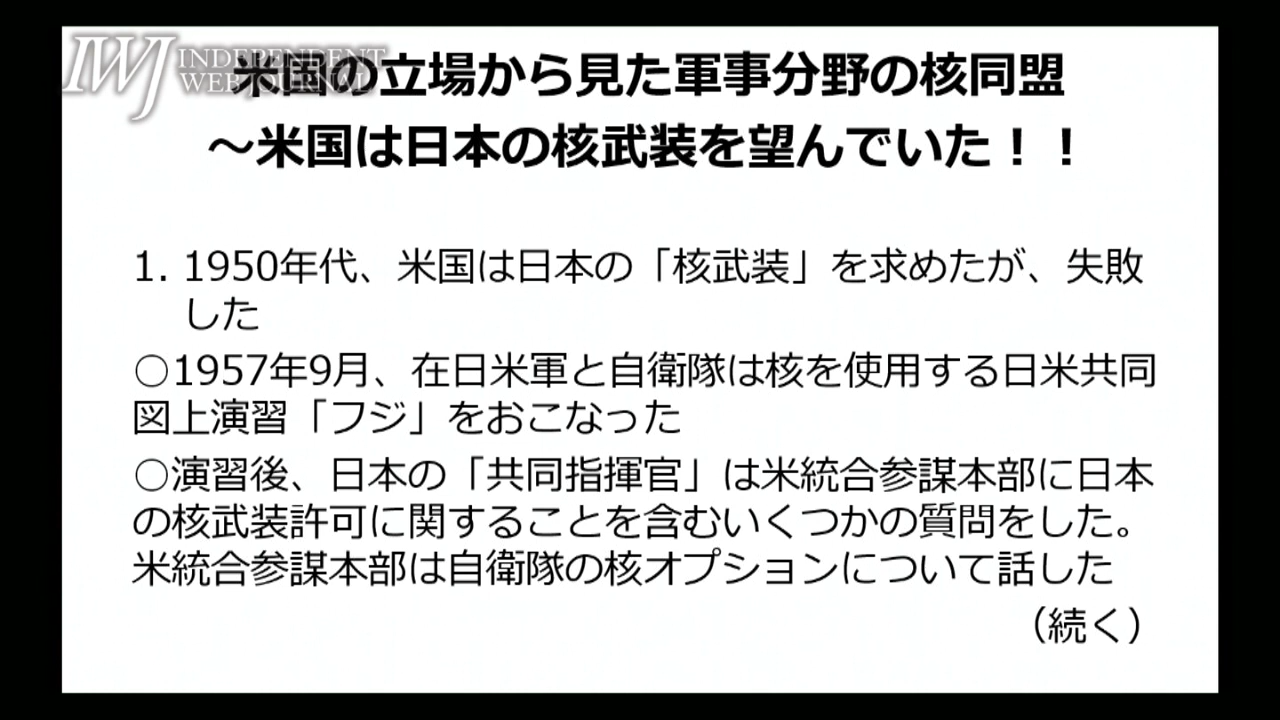 IWJ INDEPENDENT
WEB JOURNAL
米国の立場から見た軍事分野の核同盟
～米国は日本の核武装を望んでいた！！
1. 1950年代、米国は日本の「核武装」を求めたが、失敗
した
○1957年9月、在日米軍と自衛隊は核を使用する日米共同
図上演習「フジ」をおこなった
○演習後、日本の「共同指揮官」は米統合参謀本部に日本
の核武装許可に関することを含むいくつかの質問をした。
米統合参謀本部は自衛隊の核オプションについて話した
（続く）